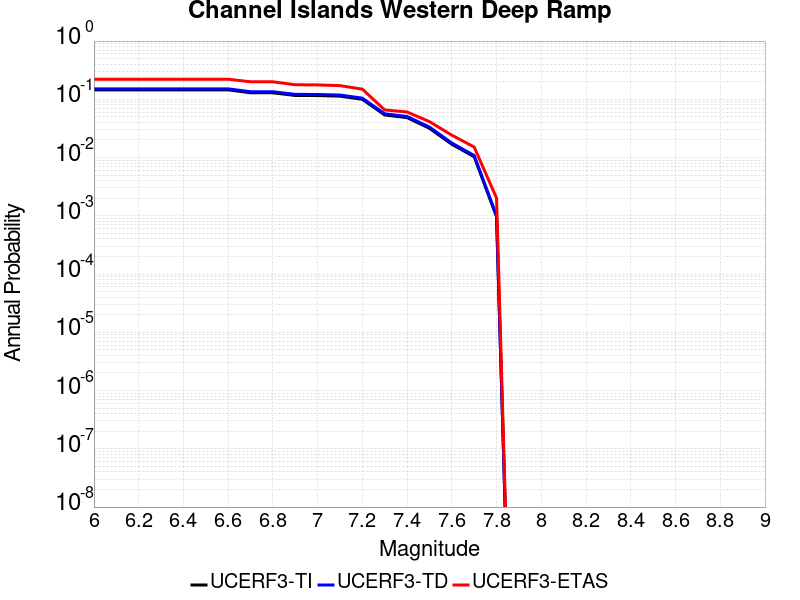 Channel Islands Western Deep Ramp
10^0
10^-1
10^-2
10^-3
10^-4
10^-5
10^-6
10^-7
10^-8
Annual Probability
6 6.2 6.4 6.6 6.8 7 7.2 7.4 7.6 7.8 8 8.2 8.4 8.6 8.8 9
Magnitude
UCERF3-TI UCERF3-TD UCERF3-ETAS